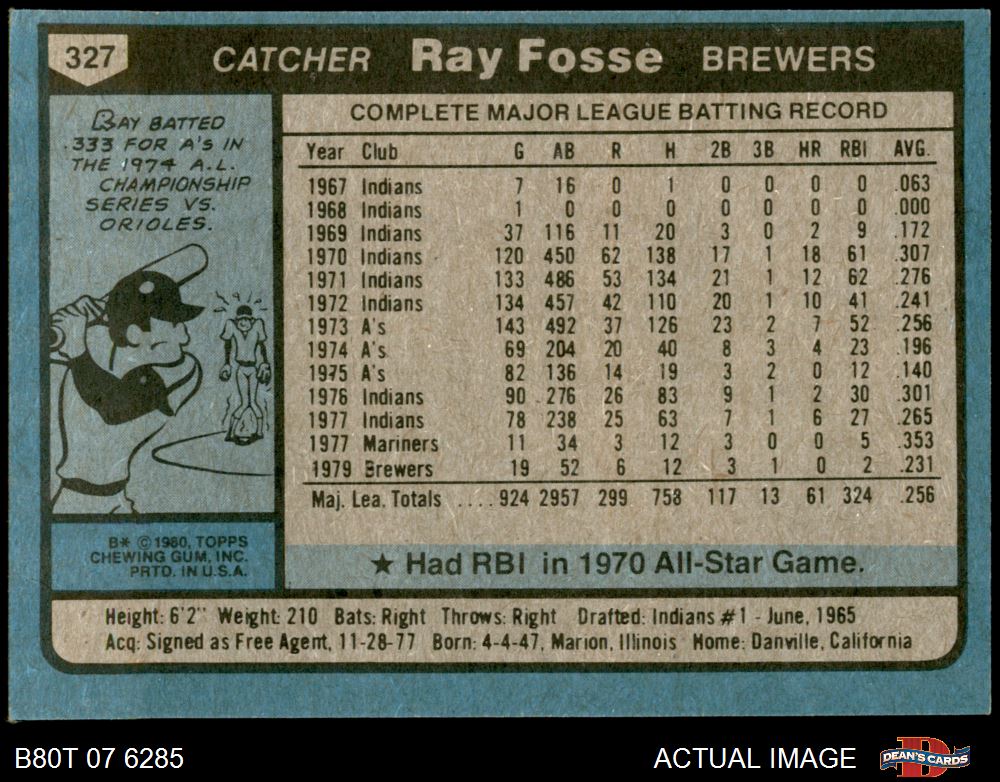 327 CATCHER Ray Fosse BREWERS
RAY BATTED
.333 FOR A'S IN
THE 1974 A.L.
CHAMPIONSHIP
SERIES VS.
ORIOLES.
COMPLETE MAJOR LEAGUE BATTING RECORD
Year Club G AB R H 2B 3B HR RBI AVG.
1967 Indians 7 16 0 1 0 0 0 0 .063
1968 Indians 1 0 0 0 0 0 0 0 .000
1969 Indians 37 116 11 20 3 0 2 9 .172
1970 Indians 120 450 62 138 17 1 18 61 .307
1971 Indians 133 486 53 134 21 1 12 62 .276
1972 Indians 134 457 42 110 20 1 10 41 .241
1973 A's 143 492 37 126 23 2 7 52 .256
1974 A's 69 204 20 40 8 3 4 23 .196
1975 A's 82 136 14 19 3 2 0 12 .140
1976 Indians 90 276 26 83 9 1 2 30 .301
1977 Indians 78 238 25 63 7 1 6 27 .265
1977 Mariners 11 34 3 12 3 0 0 5 .353
1979 Brewers 19 52 6 12 3 1 0 2 .231
Maj. Lea. Totals .... 924 2957 299 758 117 13 61 324 .256
B* © 1980, TOPPS
CHEWING GUM, INC.
PRTD. IN U.S.A.
★ Had RBI in 1970 All-Star Game.
Height: 6'2" Weight: 210 Bats: Right Throws: Right Drafted: Indians #1 - June, 1965
Acq: Signed as Free Agent, 11-28-77 Born: 4-4-47, Marion, Illinois Home: Danville, California
B80T 07 6285 ACTUAL IMAGE DEAN'S CARDS